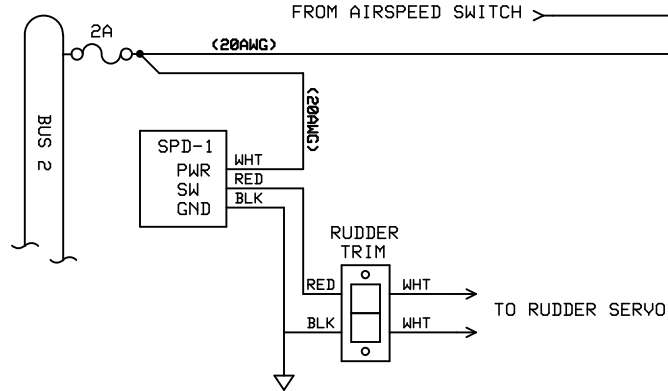 FROM AIRSPEED SWITCH
2A
(20AWG)
BUS 2
(20AWG)
SPD-1
PWR
SW
GND
WHT
RED
BLK
RUDDER
TRIM
RED
WHT
BLK
WHT
TO RUDDER SERVO